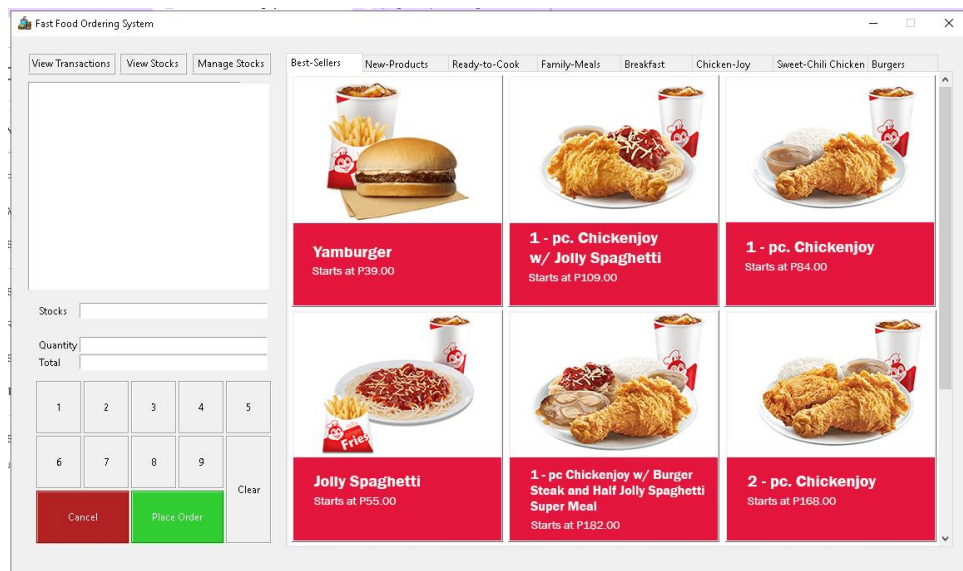 Fast Food Ordering System
View Transactions View Stocks Manage Stocks
Best-Sellers New-Products Ready-to-Cook Family-Meals Breakfast Chicken-Joy Sweet-Chili Chicken Burgers
Yamburger
Starts at P39.00
1 - pc. Chickenjoy
w/ Jolly Spaghetti
Starts at P109.00
1 - pc. Chickenjoy
Starts at P84.00
Stocks
Quantity
Total
1 2 3 4 5
6 7 8 9
Clear
Cancel Place Order
Fries
Jolly Spaghetti
Starts at P55.00
1 - pc Chickenjoy w/ Burger
Steak and Half Jolly Spaghetti
Super Meal
Starts at P182.00
2 - pc. Chickenjoy
Starts at P168.00